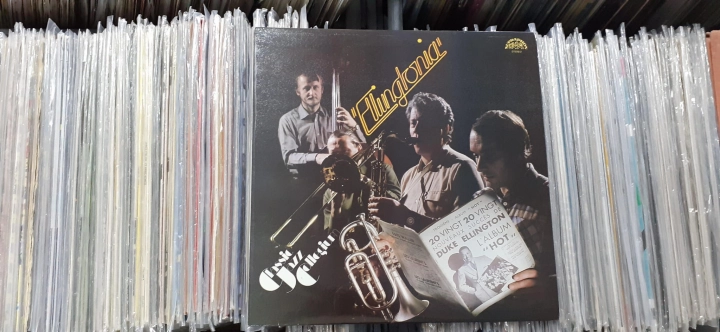 "Ellingtonia"
Classic
Jazz
Collegium
20 VINGT 20 VINGT
DUKE ELLINGTON
L'ALBUM
"HOT"